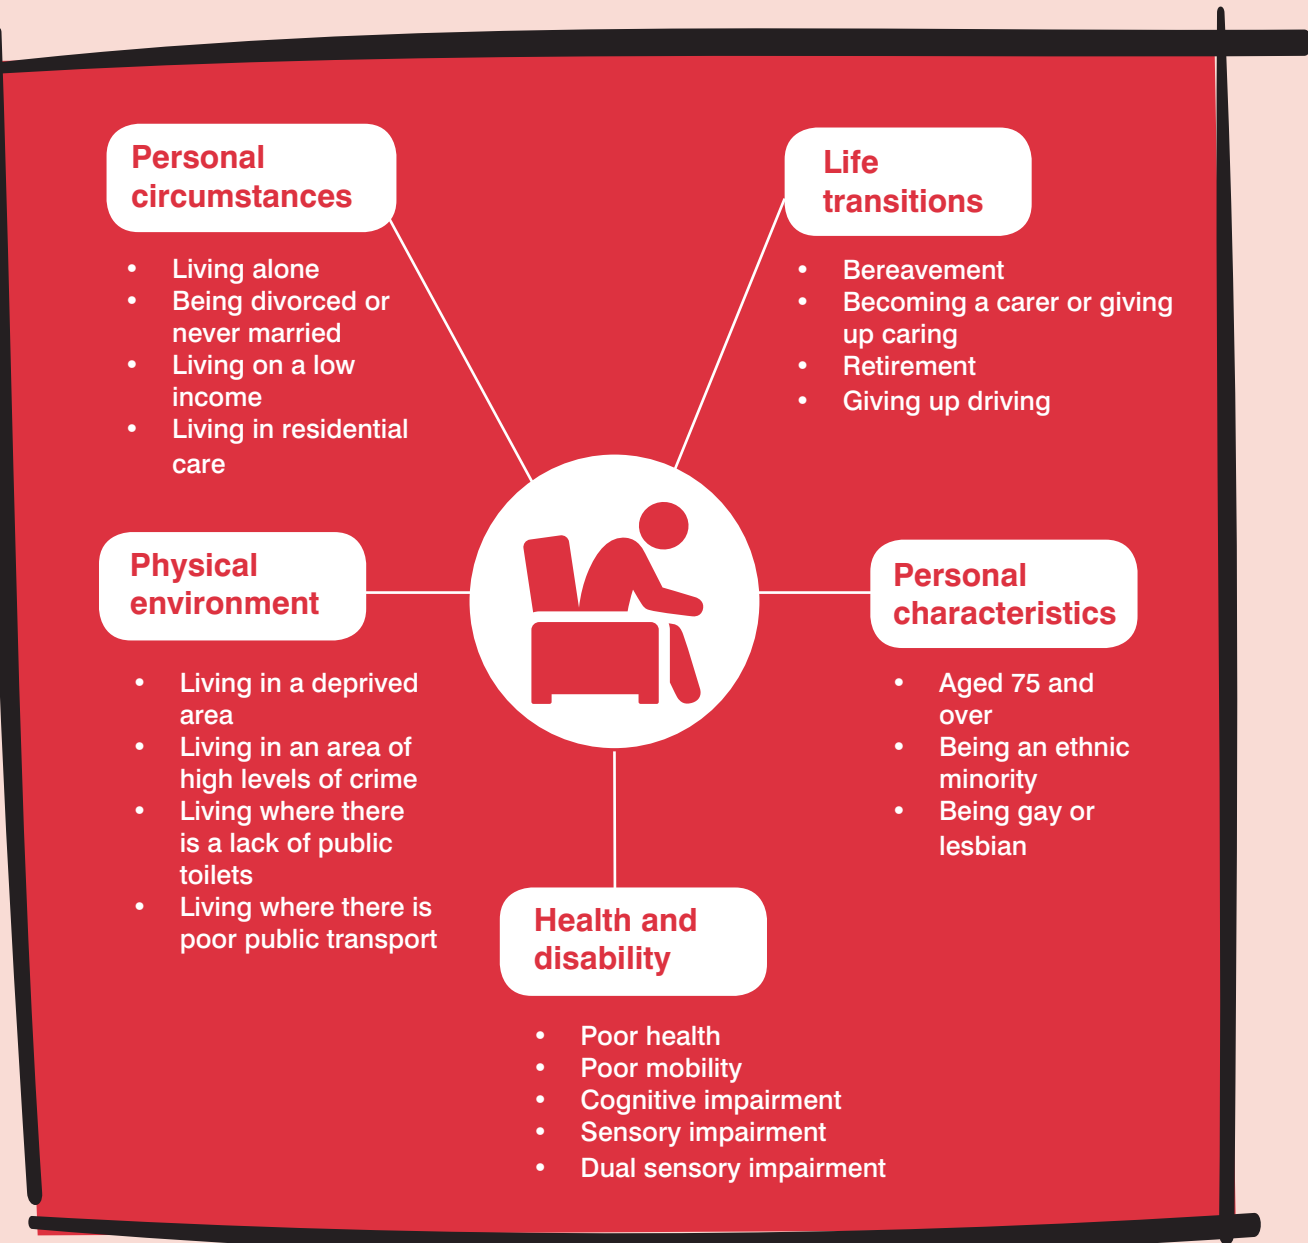 Personal
circumstances
• Living alone
• Being divorced or
never married
• Living on a low
income
• Living in residential
care
Life
transitions
• Bereavement
• Becoming a carer or giving
up caring
• Retirement
• Giving up driving
Physical
environment
• Living in a deprived
area
• Living in an area of
high levels of crime
• Living where there
is a lack of public
toilets
• Living where there is
poor public transport
Personal
characteristics
• Aged 75 and
over
• Being an ethnic
minority
• Being gay or
lesbian
Health and
disability
• Poor health
• Poor mobility
• Cognitive impairment
• Sensory impairment
• Dual sensory impairment